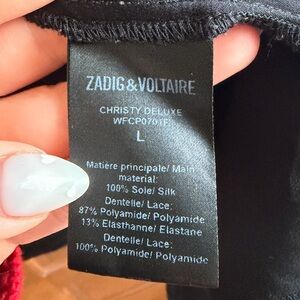 ZADIG&VOLTAIRE
CHRISTY DELUXE
WFCP0701F
L
Matière principale/ Main
material:
100% Soie/ Silk
Dentelle/ Lace:
87% Polyamide/ Polyamide
13% Elasthanne/ Elastane
Dentelle/ Lace:
100% Polyamide/ Polyamide